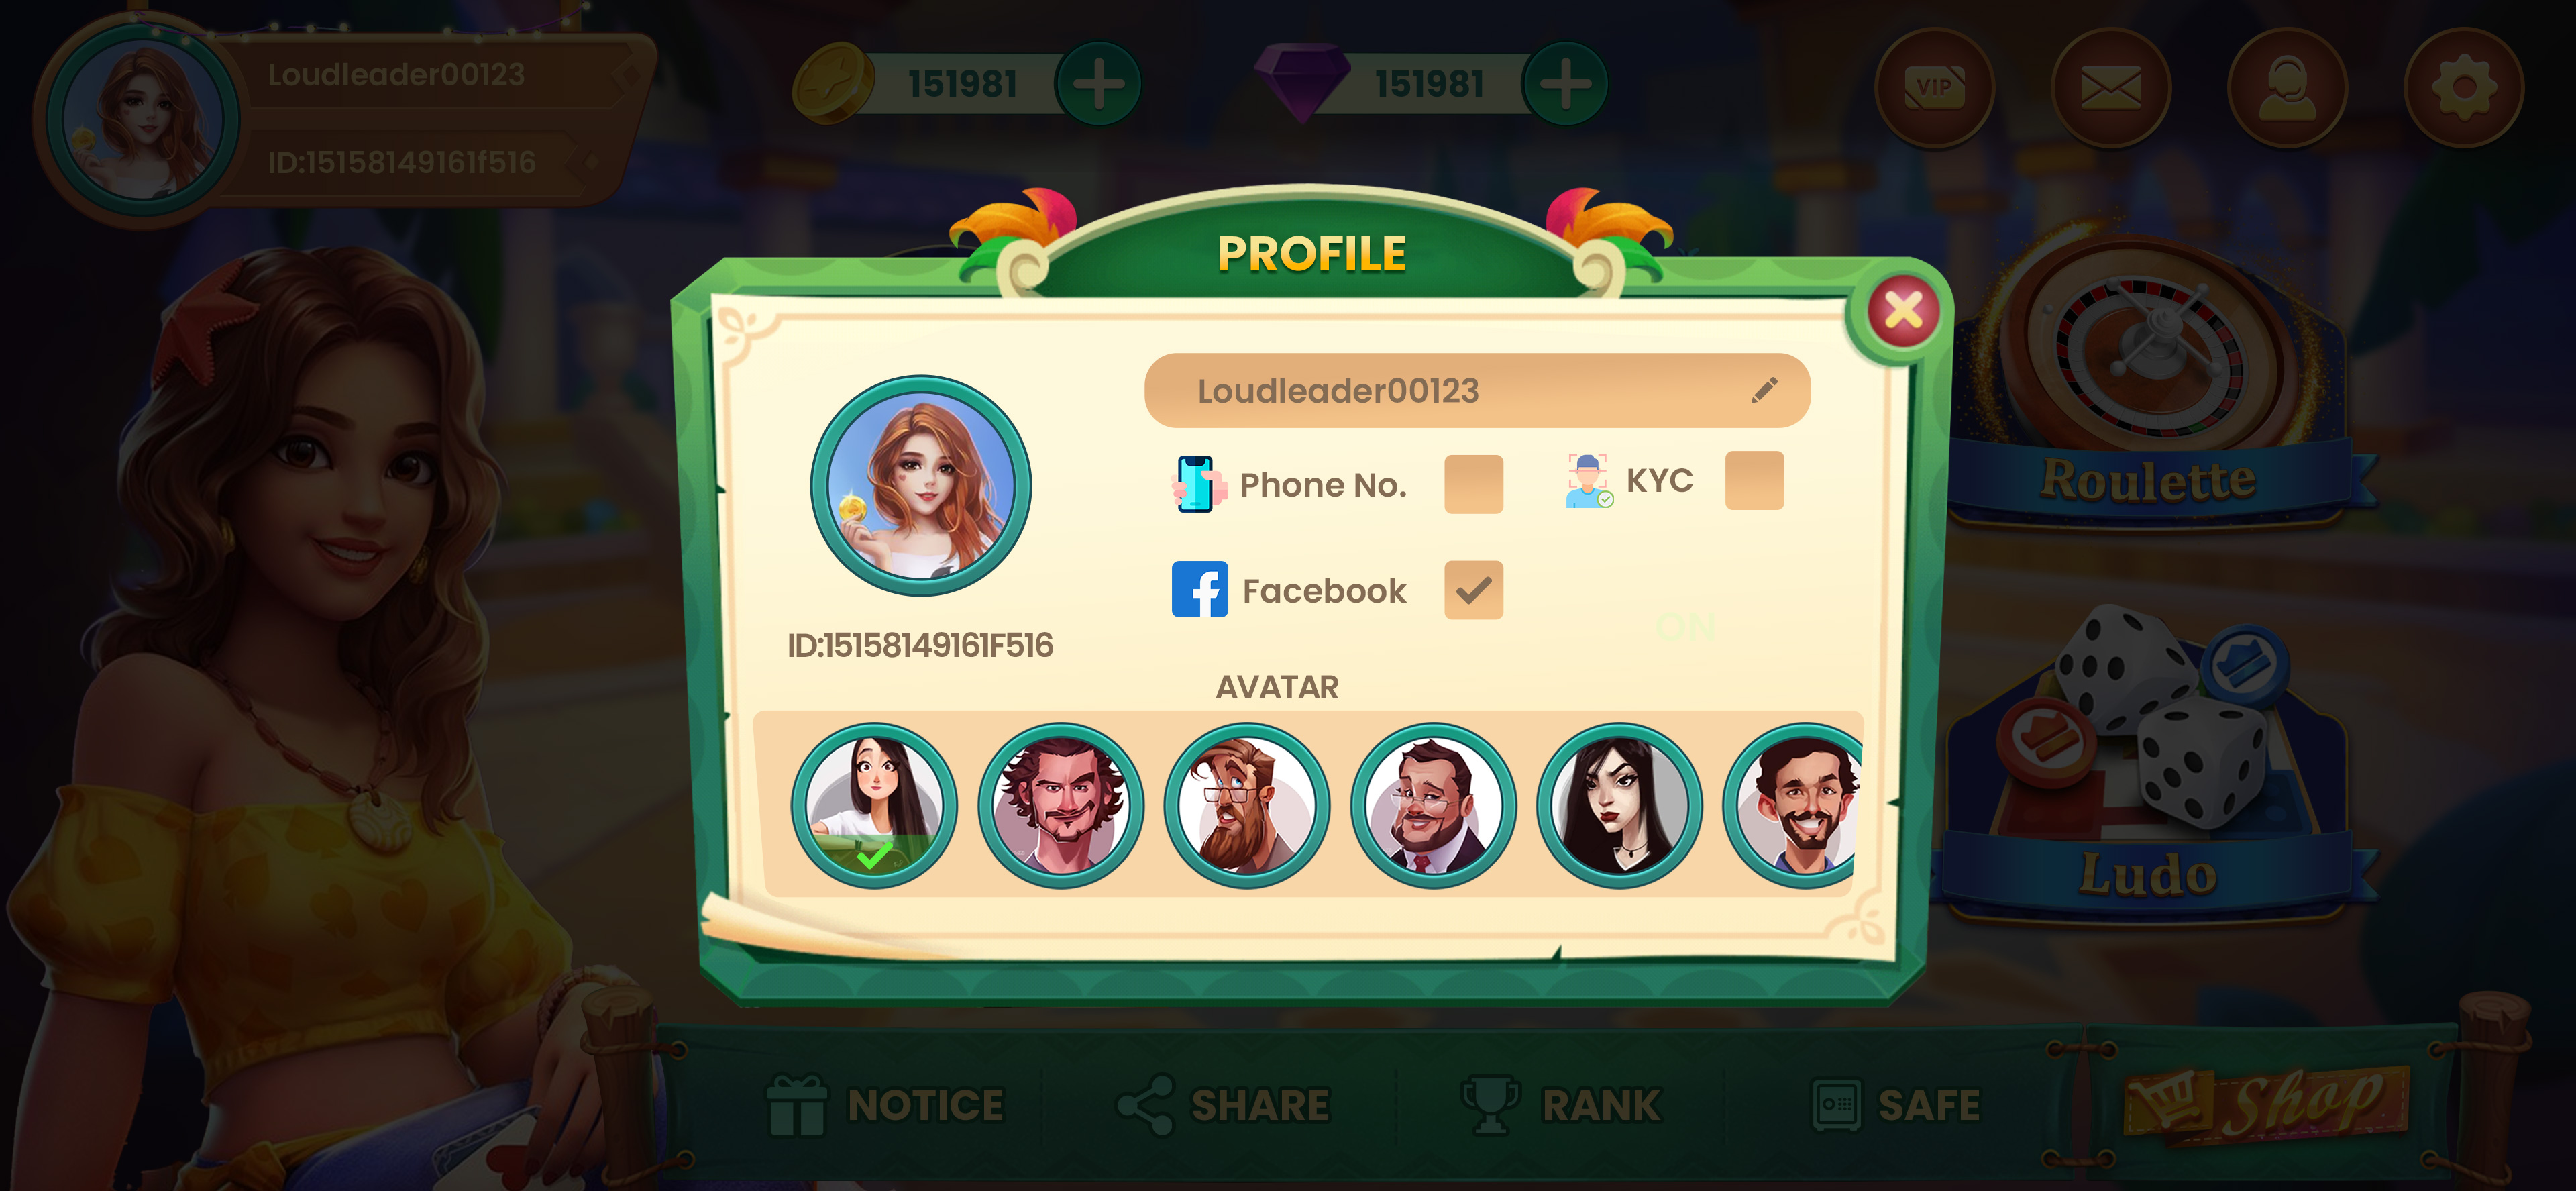 Loudleader00123
ID:15158149161f516
151981
151981
VIP
PROFILE
Loudleader00123
Phone No.
KYC
Facebook
ON
ID:15158149161F516
AVATAR
Roulette
Ludo
NOTICE
SHARE
RANK
SAFE
Shop